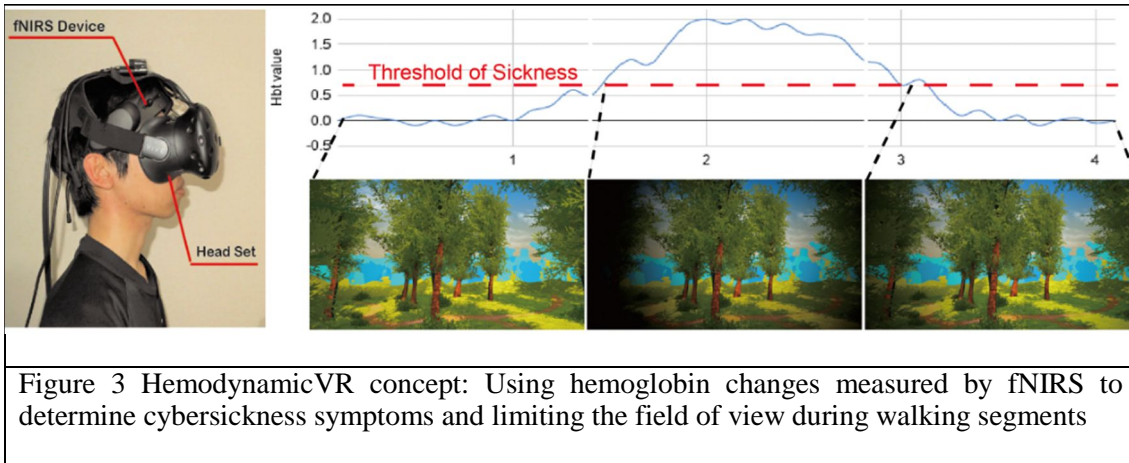 fNIRS Device
Head Set
Hbt value
2.0
1.5
1.0
0.5
0.0
-0.5
Threshold of Sickness
1 2 3 4
Figure 3 HemodynamicVR concept: Using hemoglobin changes measured by fNIRS to
determine cybersickness symptoms and limiting the field of view during walking segments